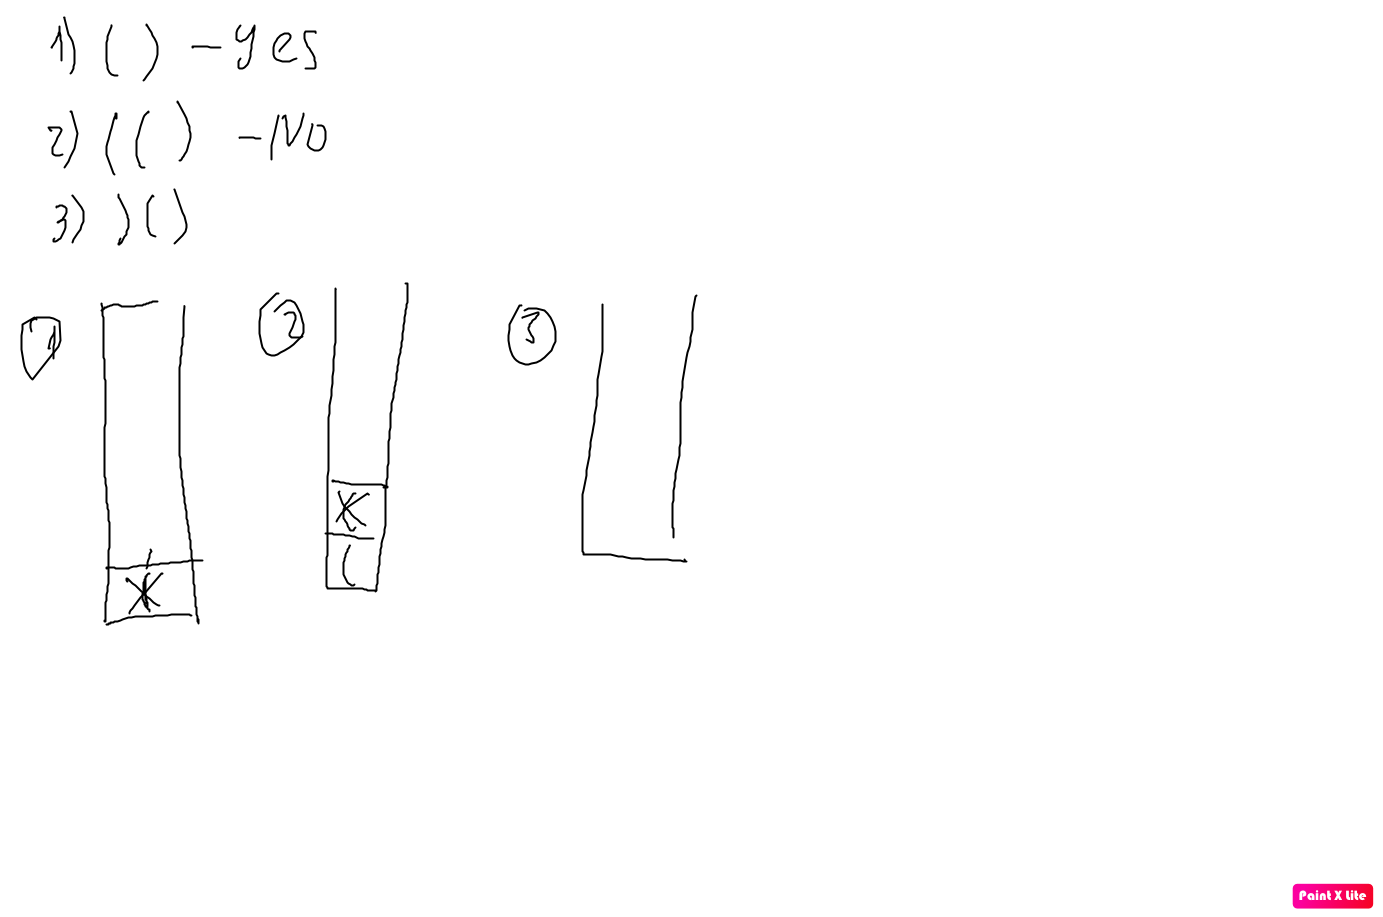 1) ( ) - yes
2) ( ( ) - NO
3) ) ( )
1 2 3
(
(
(
Paint X Lite